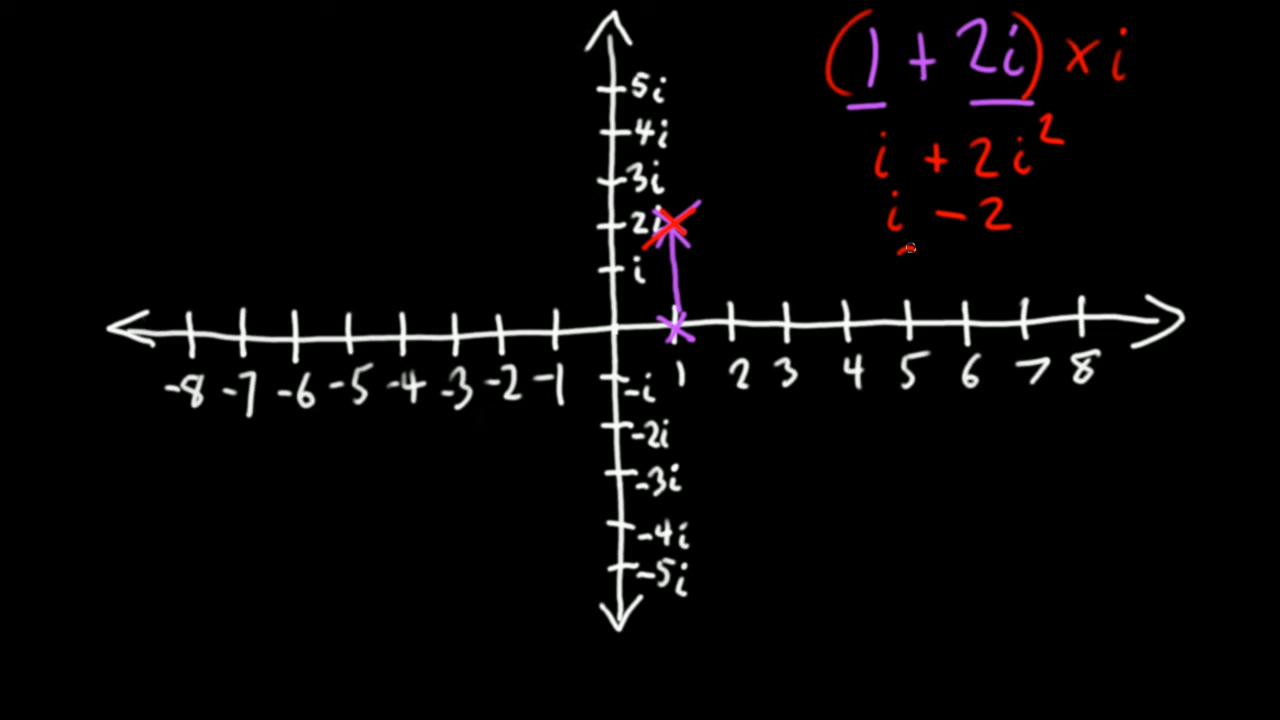 (1 + 2i) × i
i + 2i²
i - 2
5i
4i
3i
2i
i
-8 -7 -6 -5 -4 -3 -2 -1 1 2 3 4 5 6 7 8
-i
-2i
-3i
-4i
-5i